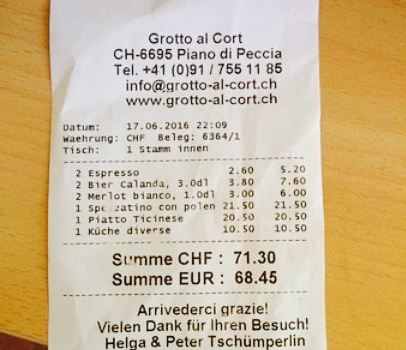 Grotto al Cort
CH-6695 Piano di Peccia
Tel. +41 (0)91 / 755 11 85
info@grotto-al-cort.ch
www.grotto-al-cort.ch
Datum: 17.06.2016 22:09
Waehrung: CHF Beleg: 6364/1
Tisch: 1 Stamm innen
2 Espresso 2.60 5.20
2 Bier Calanda, 3.0dl 3.80 7.60
2 Merlot bianco, 1.0dl 3.00 6.00
1 con polen 21.50 21.50
1 Piatto Ticinese 20.50 20.50
1 Küche diverse 10.50 10.50
Summe CHF : 71.30
Summe EUR : 68.45
Arrivederci grazie!
Vielen Dank für Ihren Besuch!
Helga & Peter Tschümperlin